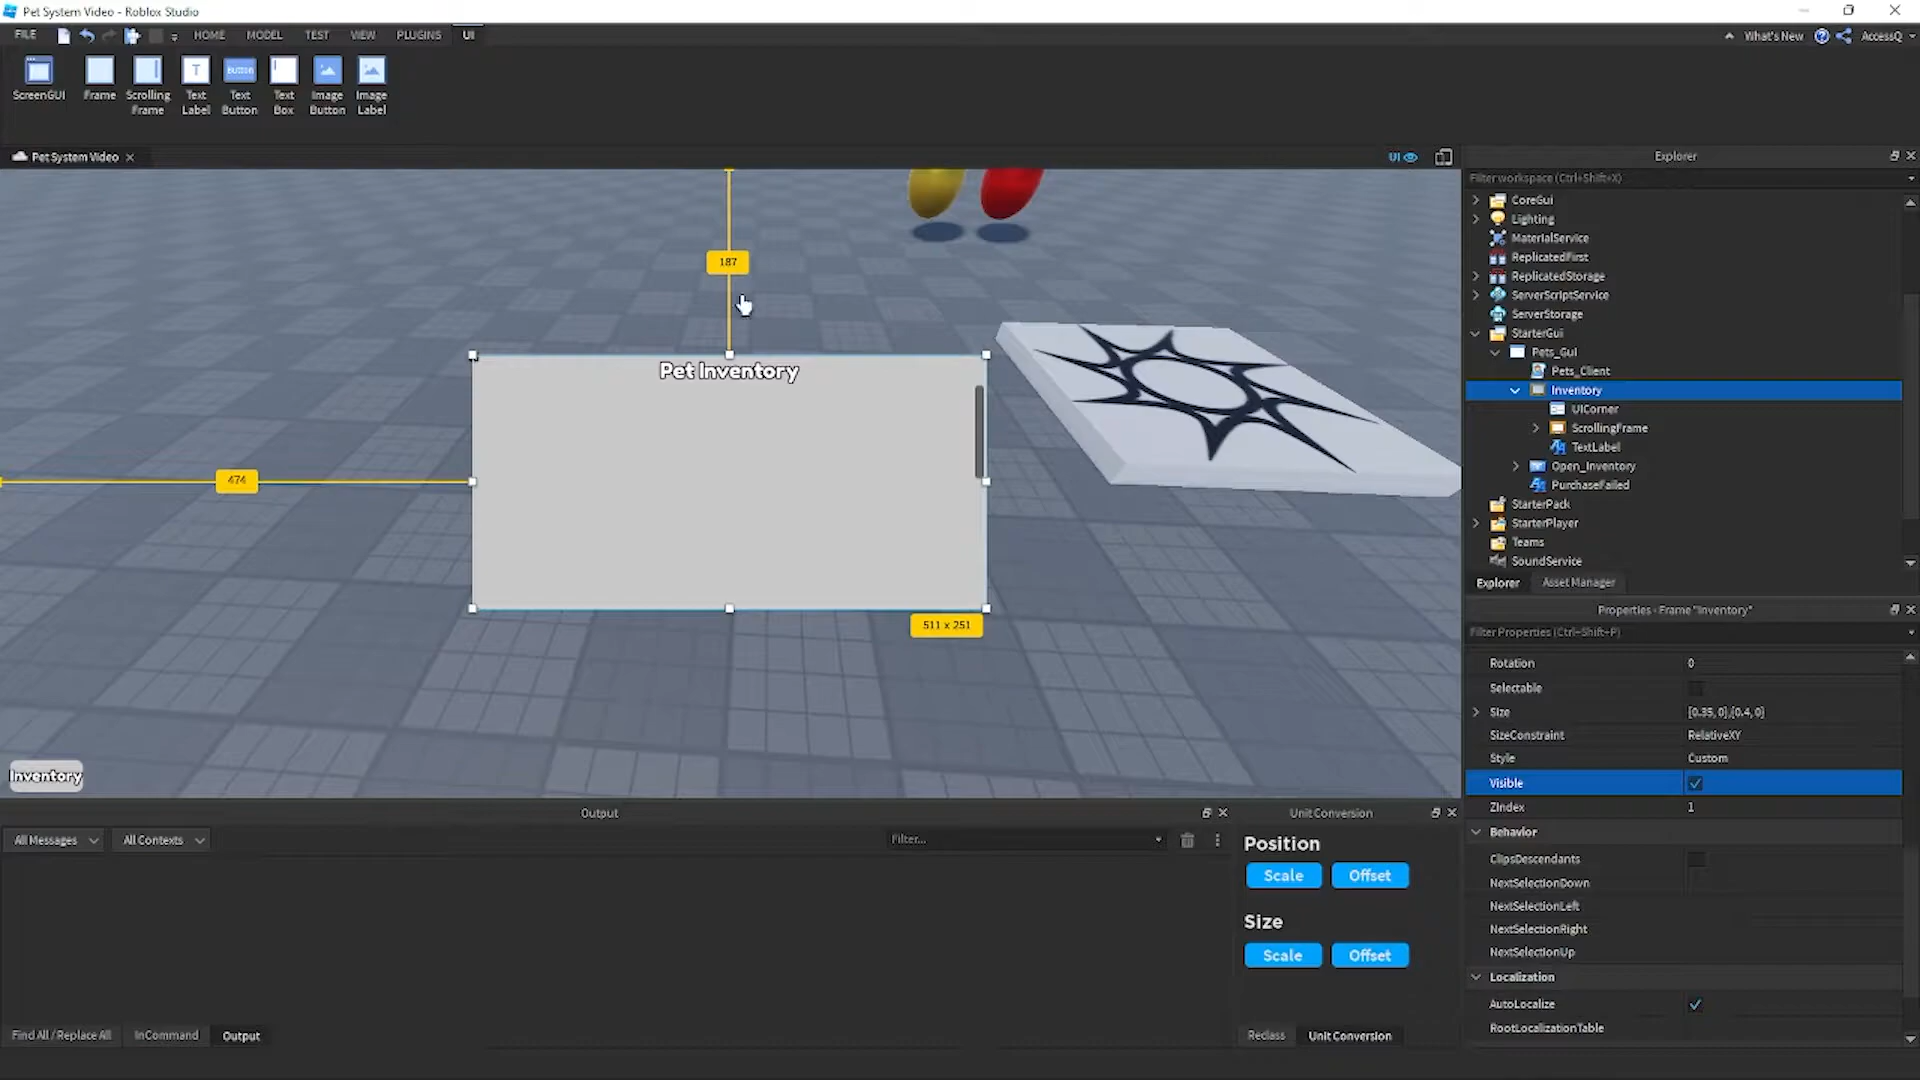 Pet System Video - Roblox Studio
FILE
HOME
MODEL
TEST
VIEW
PLUGINS
UI
What's New
AccessQ
ScreenGUI
Frame
Scrolling
Frame
Text
Label
Button
Text
Button
Text
Box
Image
Button
Image
Label
Pet System Video
UI
187
Pet Inventory
474
511 x 251
Inventory
Explorer
Filter workspace (Ctrl+Shift+X)
CoreGui
Lighting
MaterialService
ReplicatedFirst
ReplicatedStorage
ServerScriptService
ServerStorage
StarterGui
Pets_Gui
Pets_Client
Inventory
UICorner
ScrollingFrame
TextLabel
Open_Inventory
PurchaseFailed
StarterPack
StarterPlayer
Teams
SoundService
Explorer
Asset Manager
Properties - Frame "Inventory"
Filter Properties (Ctrl+Shift+P)
Rotation 0
Selectable
Size {0.35, 0},{0.4, 0}
SizeConstraint RelativeXY
Style Custom
Visible
ZIndex 1
Behavior
ClipsDescendants
NextSelectionDown
NextSelectionLeft
NextSelectionRight
NextSelectionUp
Localization
AutoLocalize
RootLocalizationTable
Output
All Messages
All Contexts
Filter...
Find All / Replace All
InCommand
Output
Unit Conversion
Position
Scale
Offset
Size
Scale
Offset
Reclass
Unit Conversion